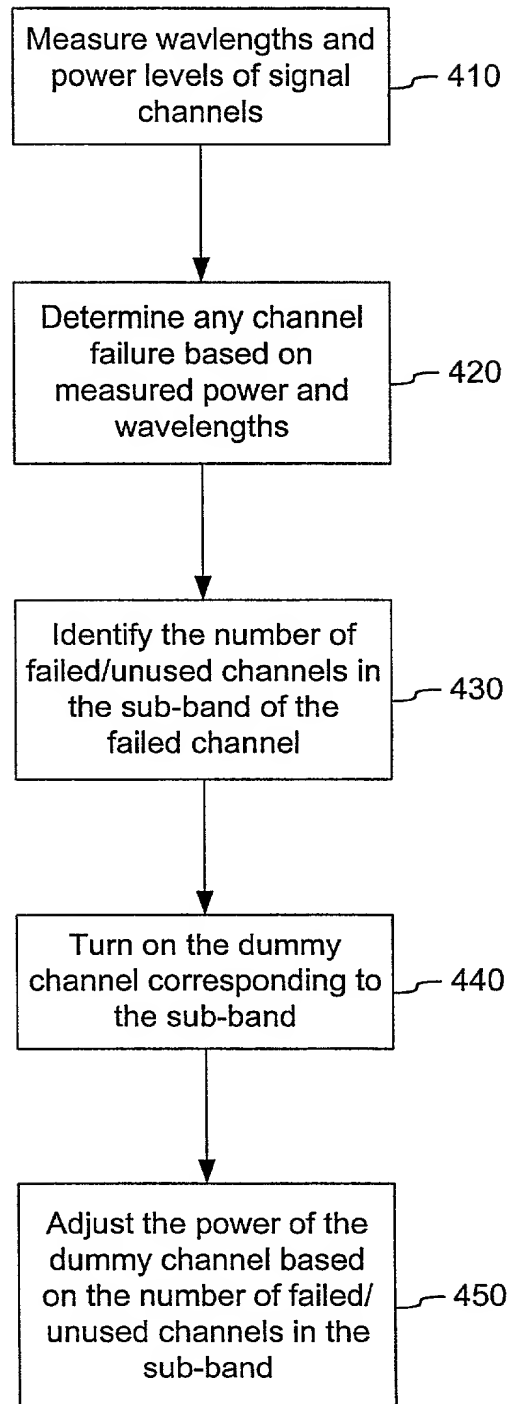 Measure wavlengths and
power levels of signal
channels
410
Determine any channel
failure based on
measured power and
wavelengths
420
Identify the number of
failed/unused channels in
the sub-band of the
failed channel
430
Turn on the dummy
channel corresponding to
the sub-band
440
Adjust the power of the
dummy channel based
on the number of failed/
unused channels in the
sub-band
450